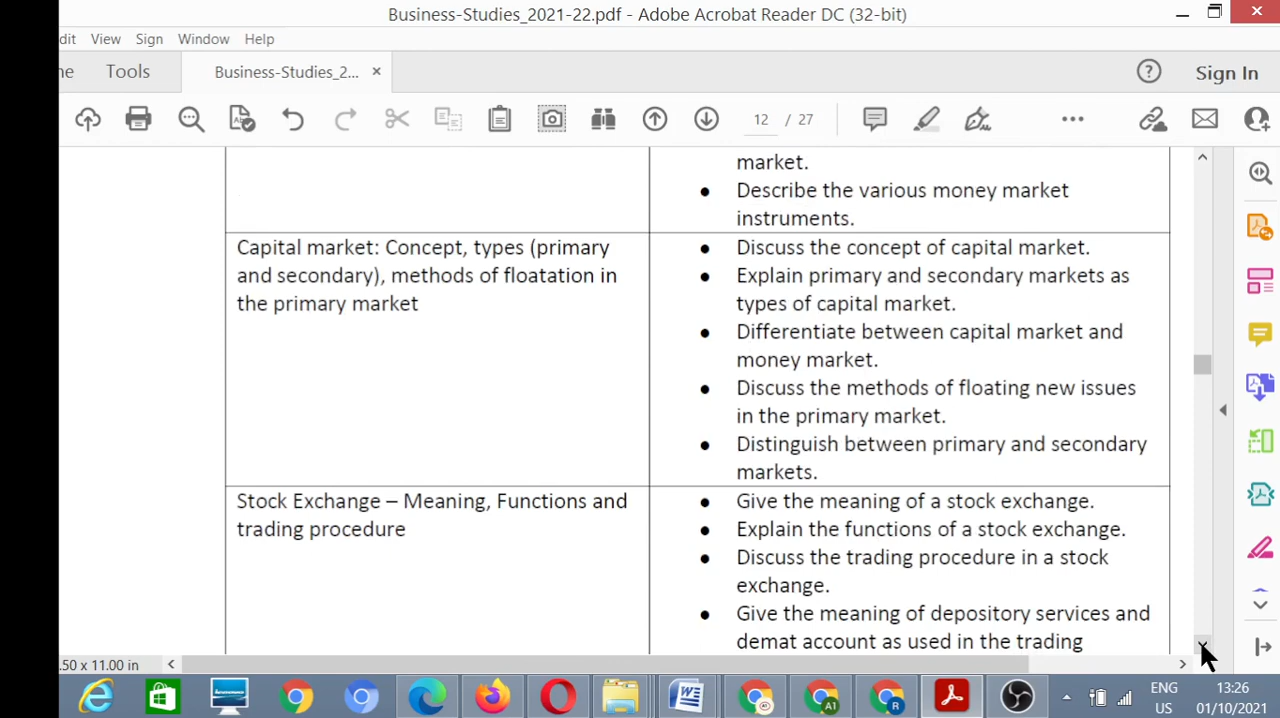 Business-Studies_2021-22.pdf - Adobe Acrobat Reader DC (32-bit)
dit View Sign Window Help
ne Tools Business-Studies_2... × Sign In
12 / 27
market.
• Describe the various money market
instruments.
Capital market: Concept, types (primary
and secondary), methods of floatation in
the primary market
• Discuss the concept of capital market.
• Explain primary and secondary markets as
types of capital market.
• Differentiate between capital market and
money market.
• Discuss the methods of floating new issues
in the primary market.
• Distinguish between primary and secondary
markets.
Stock Exchange – Meaning, Functions and
trading procedure
• Give the meaning of a stock exchange.
• Explain the functions of a stock exchange.
• Discuss the trading procedure in a stock
exchange.
• Give the meaning of depository services and
demat account as used in the trading
.50 x 11.00 in
ENG
US
13:26
01/10/2021